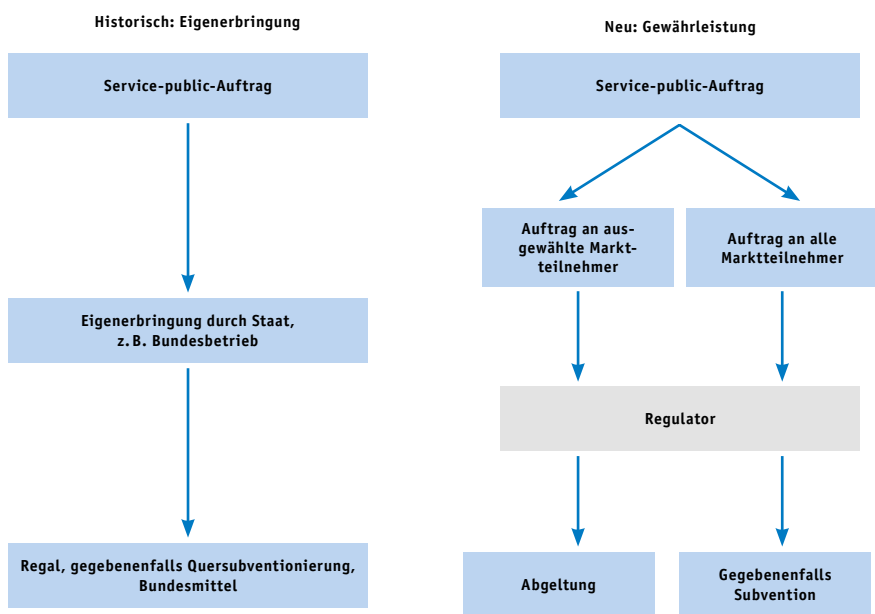 Historisch: Eigenerbringung
Service-public-Auftrag
Eigenerbringung durch Staat,
z. B. Bundesbetrieb
Regal, gegebenenfalls Quersubventionierung,
Bundesmittel
Neu: Gewährleistung
Service-public-Auftrag
Auftrag an aus-
gewählte Markt-
teilnehmer
Auftrag an alle
Marktteilnehmer
Regulator
Abgeltung
Gegebenenfalls
Subvention